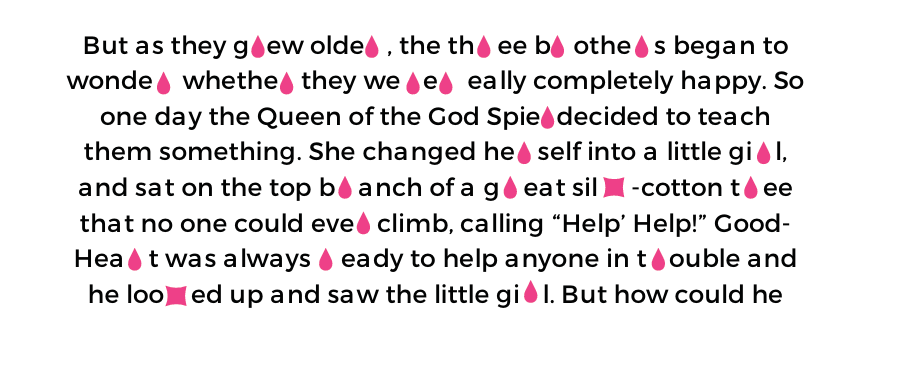 But as they g💧ew olde💧 , the th💧ee b💧othe💧s began to
wonde💧 whethe💧 they we💧e 💧eally completely happy. So
one day the Queen of the God Spie💧 decided to teach
them something. She changed he💧self into a little gi💧l,
and sat on the top b💧anch of a g💧eat sil■-cotton t💧ee
that no one could eve💧 climb, calling “Help’ Help!” Good-
Hea💧t was always 💧eady to help anyone in t💧ouble and
he loo■ed up and saw the little gi💧l. But how could he